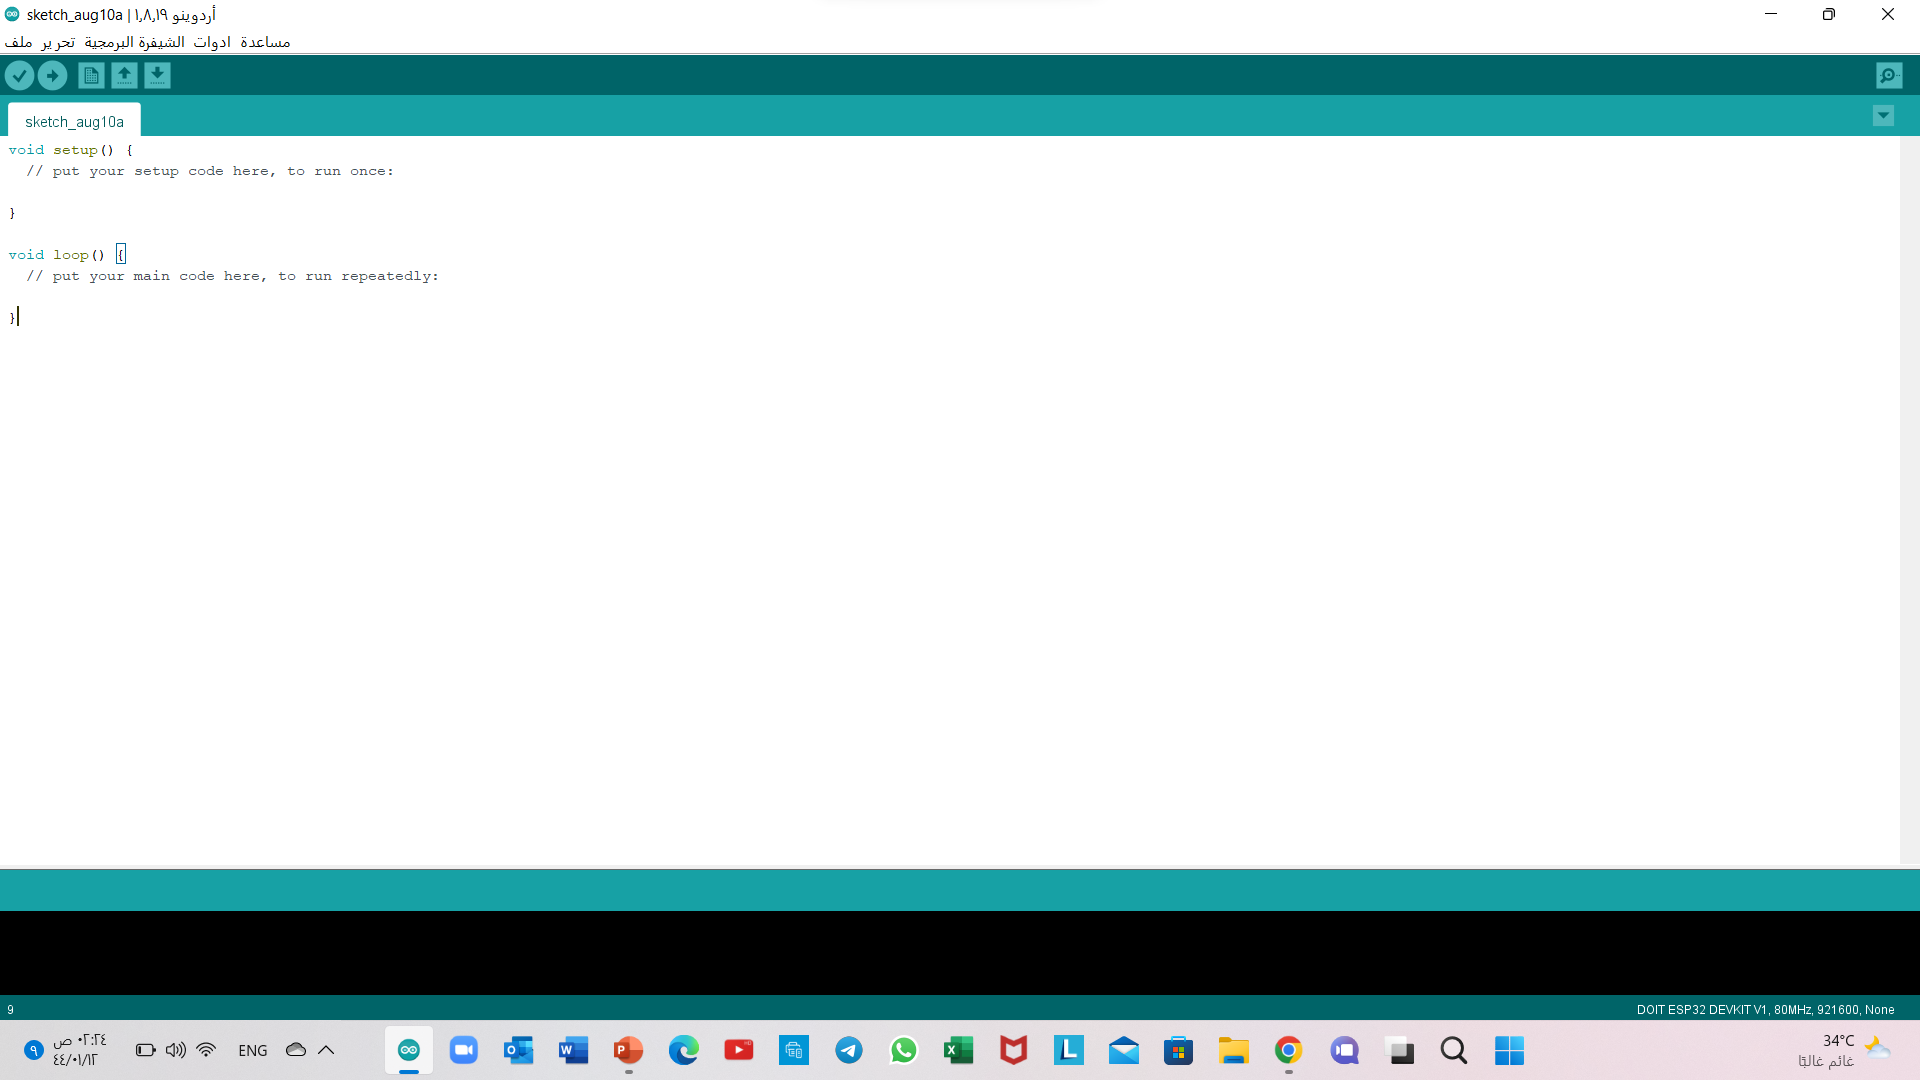 sketch_aug10a | أردوينو ١,٨,١٩
ملف تحرير الشيفرة البرمجية ادوات مساعدة
sketch_aug10a
void setup() {
// put your setup code here, to run once:
}
void loop() {
// put your main code here, to run repeatedly:
}
9
DOIT ESP32 DEVKIT V1, 80MHz, 921600, None
٩
٠٢:٢٤ ص
٤٤/٠١/١٢
ENG
34°C
غائم غالبًا